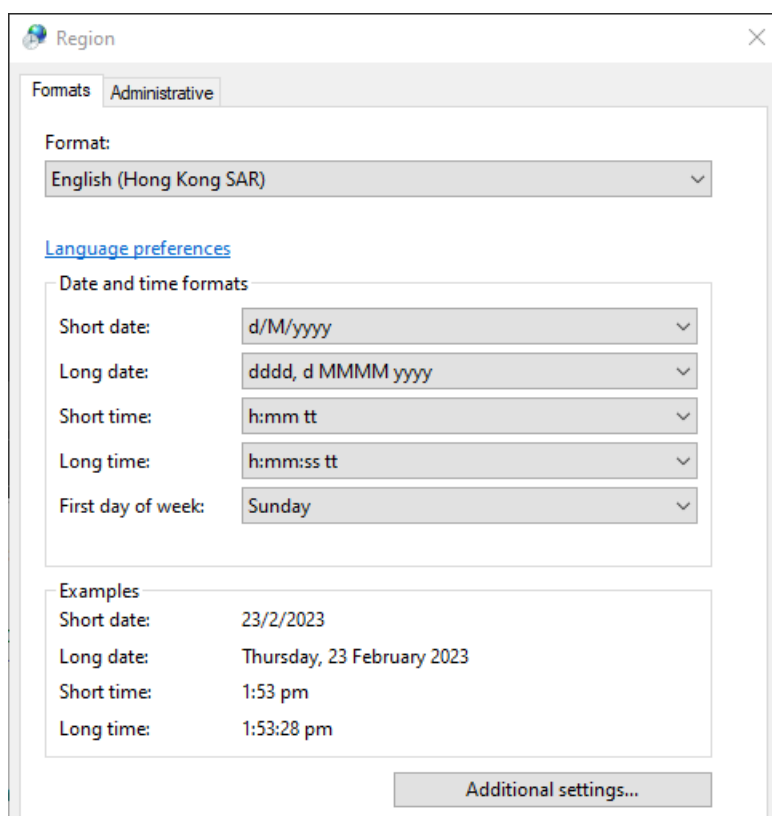 Region
Formats Administrative
Format:
English (Hong Kong SAR)
Language preferences
Date and time formats
Short date: d/M/yyyy
Long date: dddd, d MMMM yyyy
Short time: h:mm tt
Long time: h:mm:ss tt
First day of week: Sunday
Examples
Short date: 23/2/2023
Long date: Thursday, 23 February 2023
Short time: 1:53 pm
Long time: 1:53:28 pm
Additional settings...